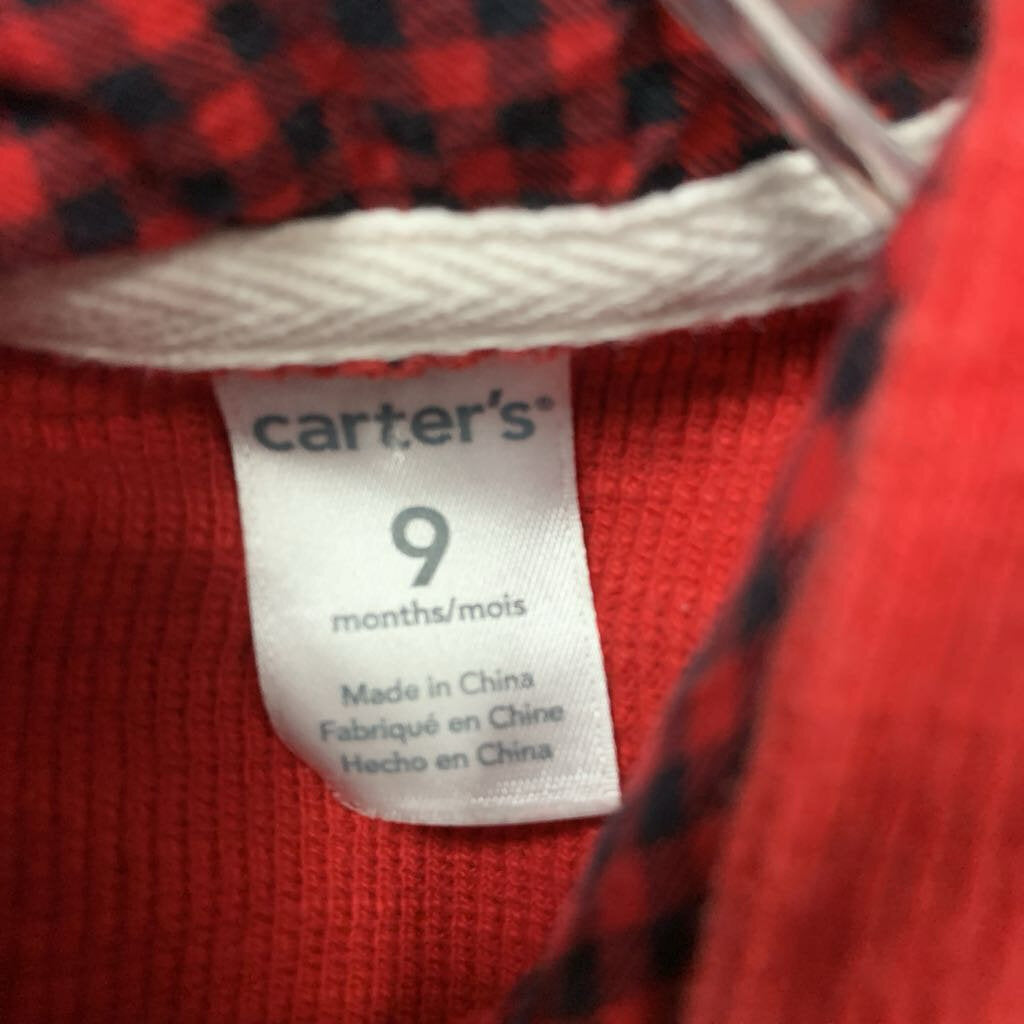 carter's®
9
months/mois
Made in China
Fabriqué en Chine
Hecho en China